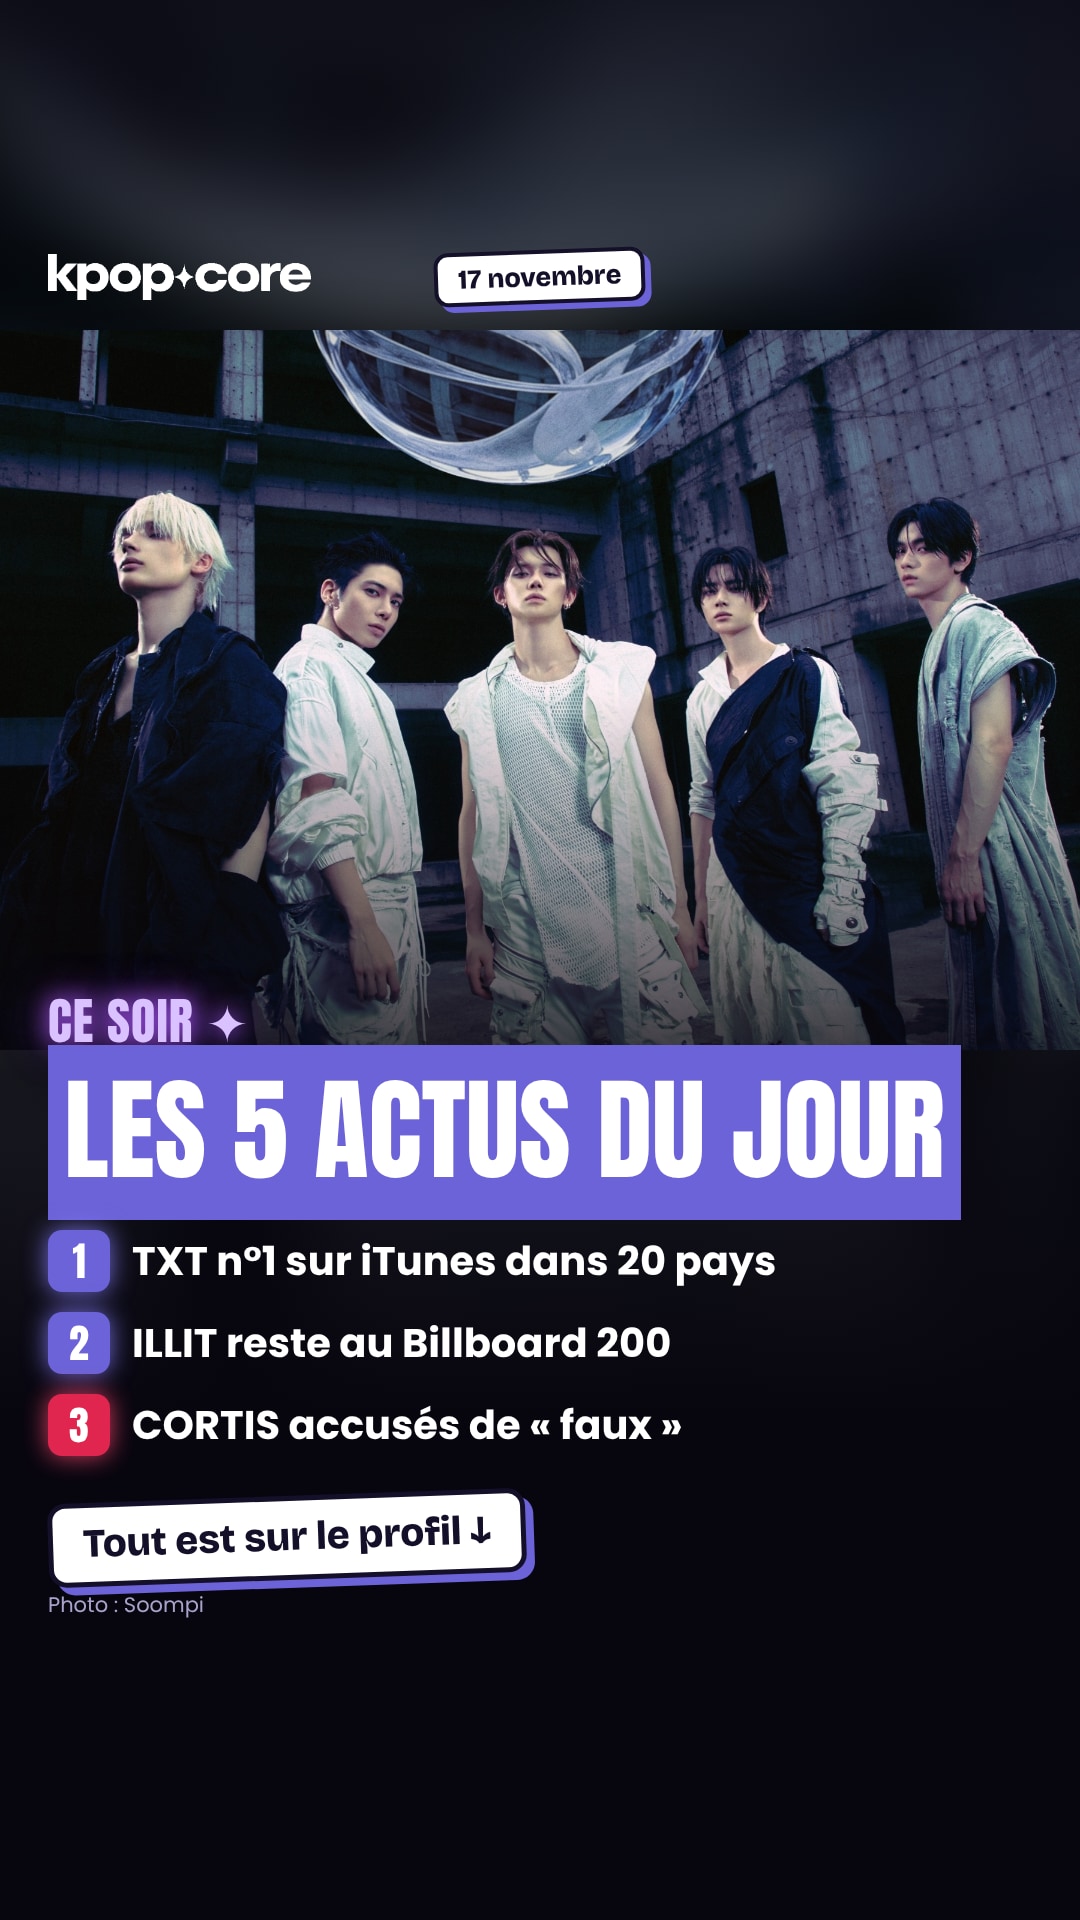 kpop✦core
17 novembre
CE SOIR ✦
LES 5 ACTUS DU JOUR
1 TXT n°1 sur iTunes dans 20 pays
2 ILLIT reste au Billboard 200
3 CORTIS accusés de « faux »
Tout est sur le profil ↓
Photo : Soompi